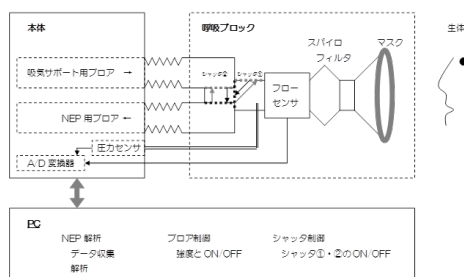 本体
呼吸ブロック
生体
スパイロ
フィルタ
マスク
吸気サポート用ブロア →
シャッタ② シャッタ①
フロー
センサ
NEP 用ブロア ←
圧力センサ
A/D 変換器
PC
NEP 解析
データ収集
解析
ブロア制御
強度と ON/OFF
シャッタ制御
シャッタ①・②の ON/OFF